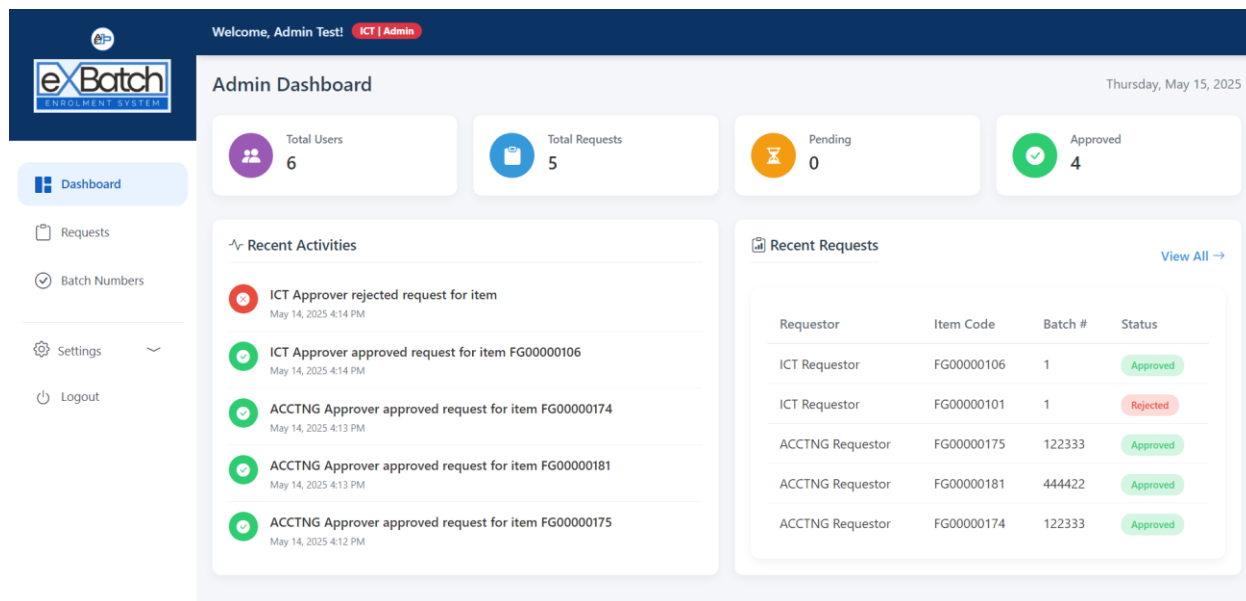 Welcome, Admin Test! ICT | Admin
eXBatch
ENROLMENT SYSTEM
Dashboard
Requests
Batch Numbers
Settings
Logout
Admin Dashboard
Thursday, May 15, 2025
Total Users
6
Total Requests
5
Pending
0
Approved
4
Recent Activities
ICT Approver rejected request for item
May 14, 2025 4:14 PM
ICT Approver approved request for item FG00000106
May 14, 2025 4:14 PM
ACCTNG Approver approved request for item FG00000174
May 14, 2025 4:13 PM
ACCTNG Approver approved request for item FG00000181
May 14, 2025 4:13 PM
ACCTNG Approver approved request for item FG00000175
May 14, 2025 4:12 PM
Recent Requests
View All →
Requestor Item Code Batch # Status
ICT Requestor FG00000106 1 Approved
ICT Requestor FG00000101 1 Rejected
ACCTNG Requestor FG00000175 122333 Approved
ACCTNG Requestor FG00000181 444422 Approved
ACCTNG Requestor FG00000174 122333 Approved